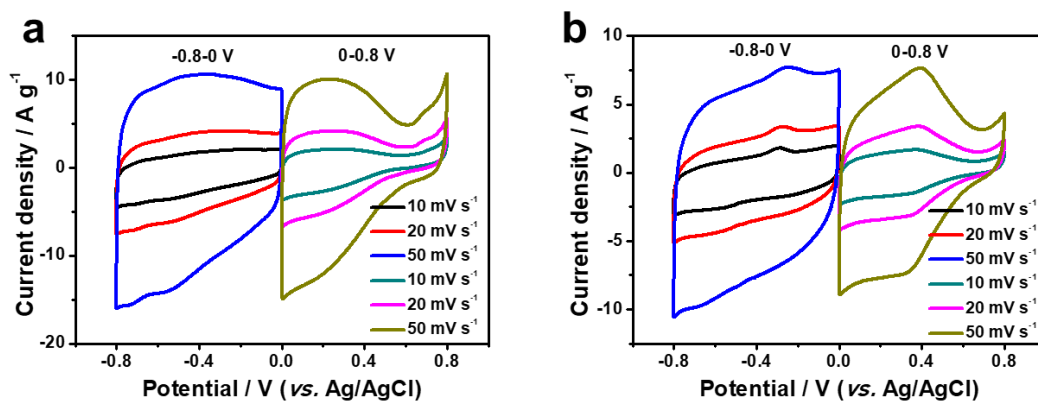 a
-0.8-0 V
0-0.8 V
10
0
-10
-20
-0.8
-0.4
0.0
0.4
0.8
Current density / A g⁻¹
Potential / V (vs. Ag/AgCl)
10 mV s⁻¹
20 mV s⁻¹
50 mV s⁻¹
10 mV s⁻¹
20 mV s⁻¹
50 mV s⁻¹
b
-0.8-0 V
0-0.8 V
10
5
0
-5
-10
-0.8
-0.4
0.0
0.4
0.8
Current density / A g⁻¹
Potential / V (vs. Ag/AgCl)
10 mV s⁻¹
20 mV s⁻¹
50 mV s⁻¹
10 mV s⁻¹
20 mV s⁻¹
50 mV s⁻¹